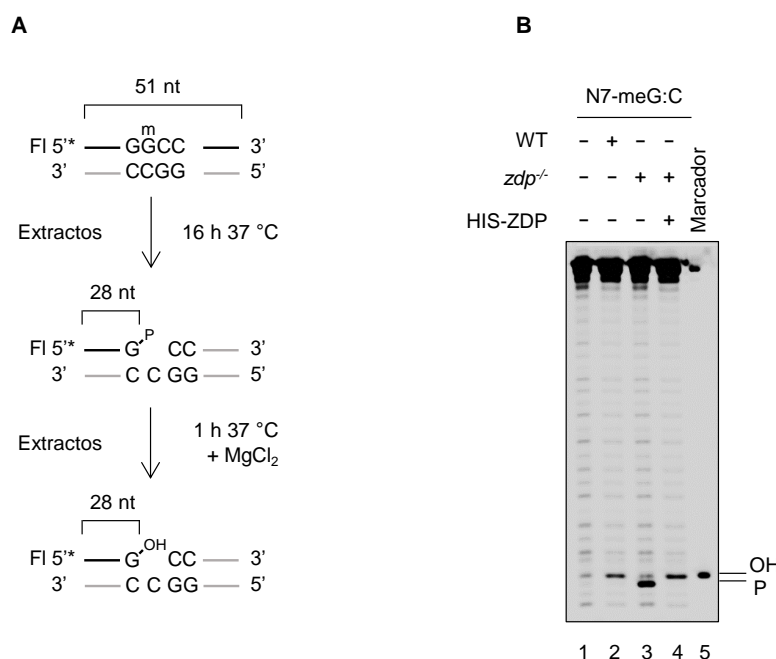 A
51 nt
m
Fl 5'* GGCC 3'
3' CCGG 5'
Extractos 16 h 37 °C
28 nt
P
Fl 5'* G CC 3'
3' C C GG 5'
Extractos 1 h 37 °C
+ MgCl₂
28 nt
OH
Fl 5'* G CC 3'
3' C C GG 5'
B
N7-meG:C
WT - + - -
zdp-/- - - + +
HIS-ZDP - - - +
Marcador
OH
P
1 2 3 4 5